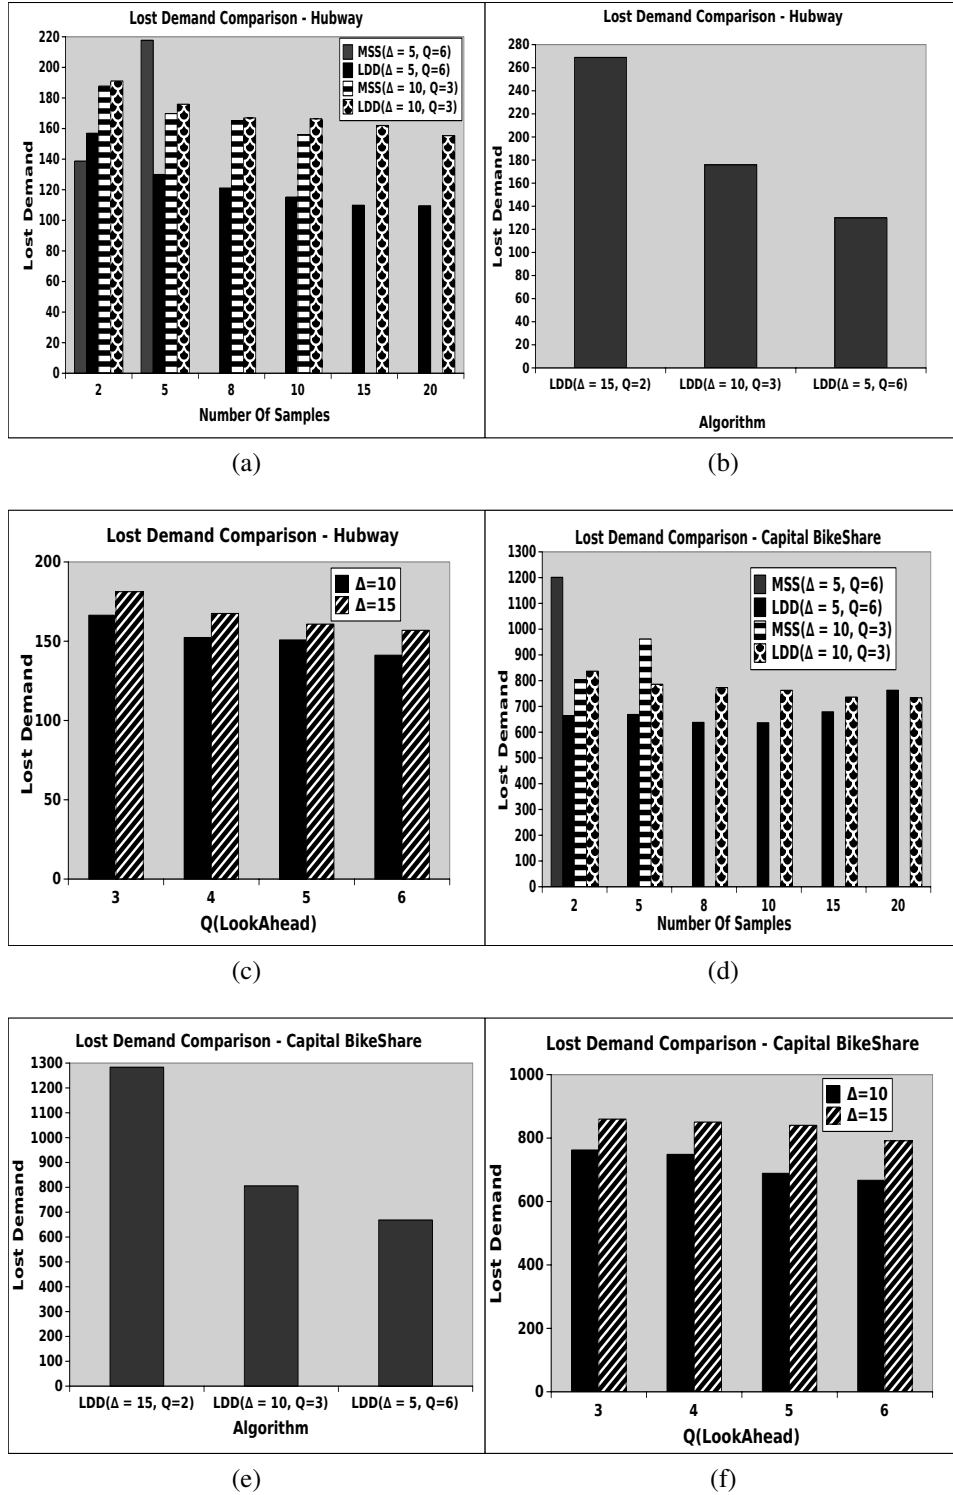 Lost Demand Comparison - Hubway
220
200
180
160
140
120
100
80
60
40
20
0
Lost Demand
MSS(Δ = 5, Q=6)
LDD(Δ = 5, Q=6)
MSS(Δ = 10, Q=3)
LDD(Δ = 10, Q=3)
2 5 8 10 15 20
Number Of Samples
(a)
Lost Demand Comparison - Hubway
280
260
240
220
200
180
160
140
120
100
80
60
40
20
0
Lost Demand
LDD(Δ = 15, Q=2) LDD(Δ = 10, Q=3) LDD(Δ = 5, Q=6)
Algorithm
(b)
Lost Demand Comparison - Hubway
200
150
100
50
0
Lost Demand
Δ=10
Δ=15
3 4 5 6
Q(LookAhead)
(c)
Lost Demand Comparison - Capital BikeShare
1300
1200
1100
1000
900
800
700
600
500
400
300
200
100
0
Lost Demand
MSS(Δ = 5, Q=6)
LDD(Δ = 5, Q=6)
MSS(Δ = 10, Q=3)
LDD(Δ = 10, Q=3)
2 5 8 10 15 20
Number Of Samples
(d)
Lost Demand Comparison - Capital BikeShare
1300
1200
1100
1000
900
800
700
600
500
400
300
200
100
0
Lost Demand
LDD(Δ = 15, Q=2) LDD(Δ = 10, Q=3) LDD(Δ = 5, Q=6)
Algorithm
(e)
Lost Demand Comparison - Capital BikeShare
1000
800
600
400
200
0
Lost Demand
Δ=10
Δ=15
3 4 5 6
Q(LookAhead)
(f)